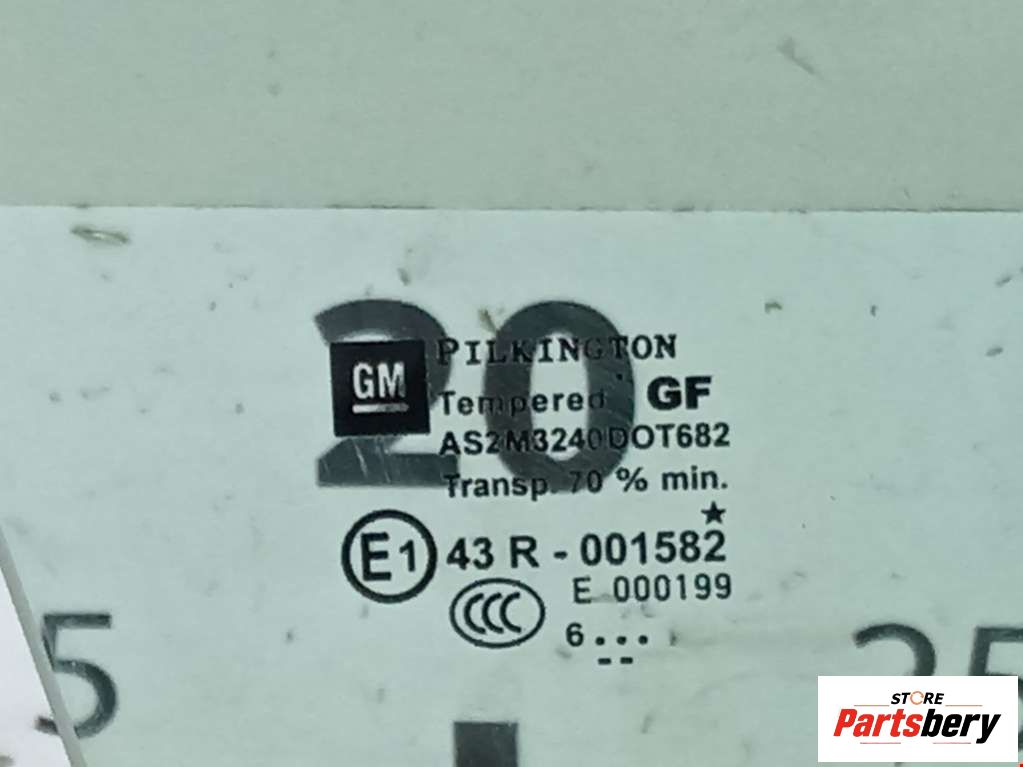 20
GM
PILKINGTON
Tempered GF
AS2M3240DOT682
Transp. 70 % min.
E1 43 R - 001582
CCC E 000199
6...
--
5
25
STORE
Partsbery